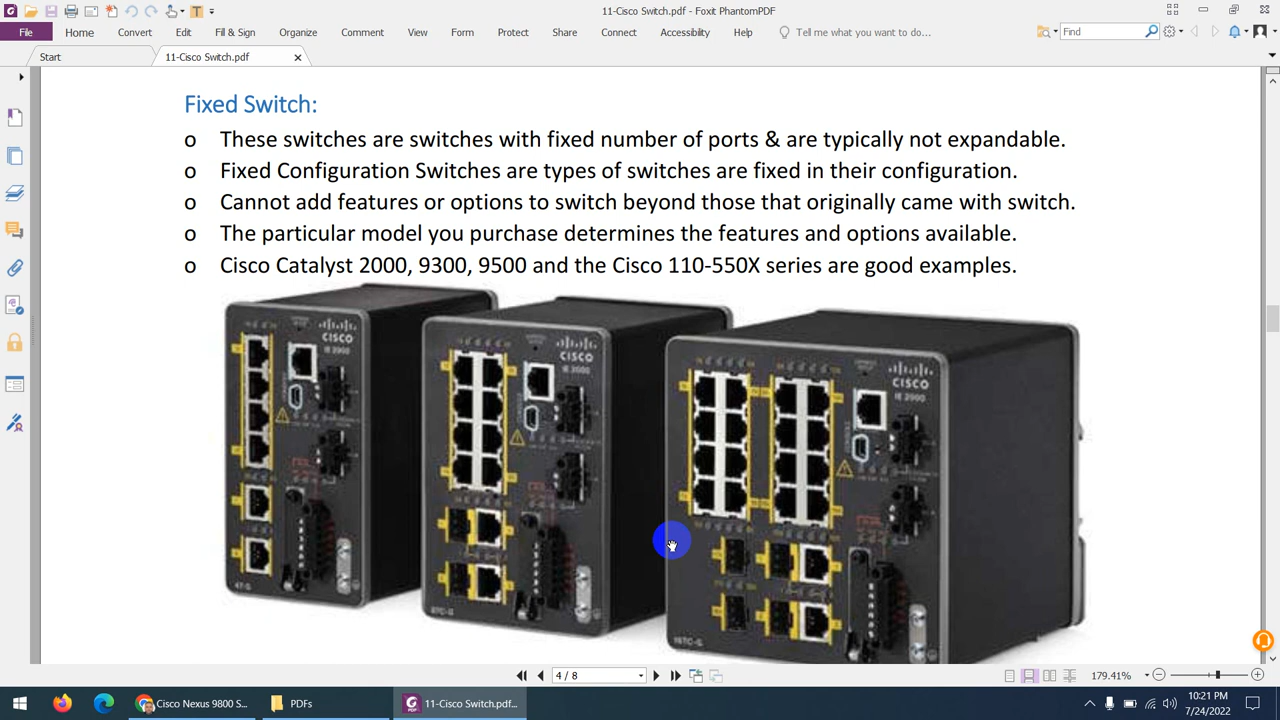 11-Cisco Switch.pdf - Foxit PhantomPDF
File Home Convert Edit Fill & Sign Organize Comment View Form Protect Share Connect Accessibility Help Tell me what you want to do... Find
Start 11-Cisco Switch.pdf
Fixed Switch:
o These switches are switches with fixed number of ports & are typically not expandable.
o Fixed Configuration Switches are types of switches are fixed in their configuration.
o Cannot add features or options to switch beyond those that originally came with switch.
o The particular model you purchase determines the features and options available.
o Cisco Catalyst 2000, 9300, 9500 and the Cisco 110-550X series are good examples.
CISCO
IE 2000
CISCO
IE 2000
CISCO
IE 2000
4 / 8
179.41%
Cisco Nexus 9800 S... PDFs 11-Cisco Switch.pdf...
10:21 PM
7/24/2022